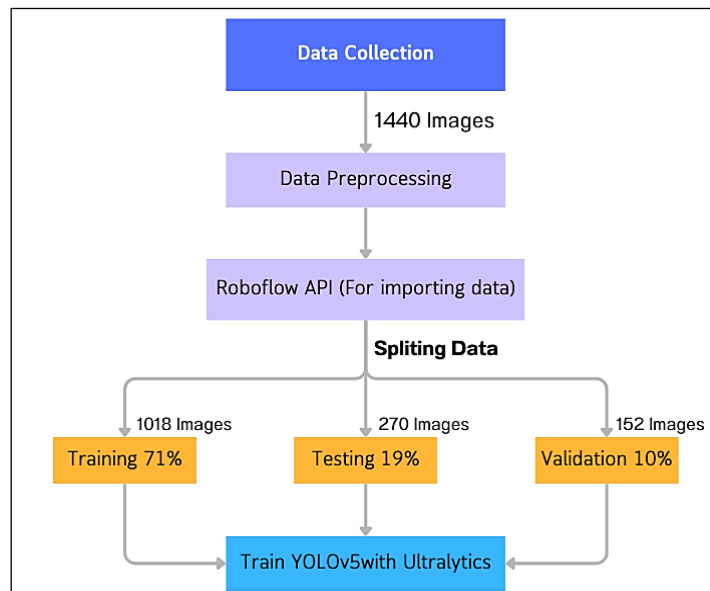 Data Collection
1440 Images
Data Preprocessing
Roboflow API (For importing data)
Spliting Data
1018 Images
270 Images
152 Images
Training 71%
Testing 19%
Validation 10%
Train YOLOv5with Ultralytics